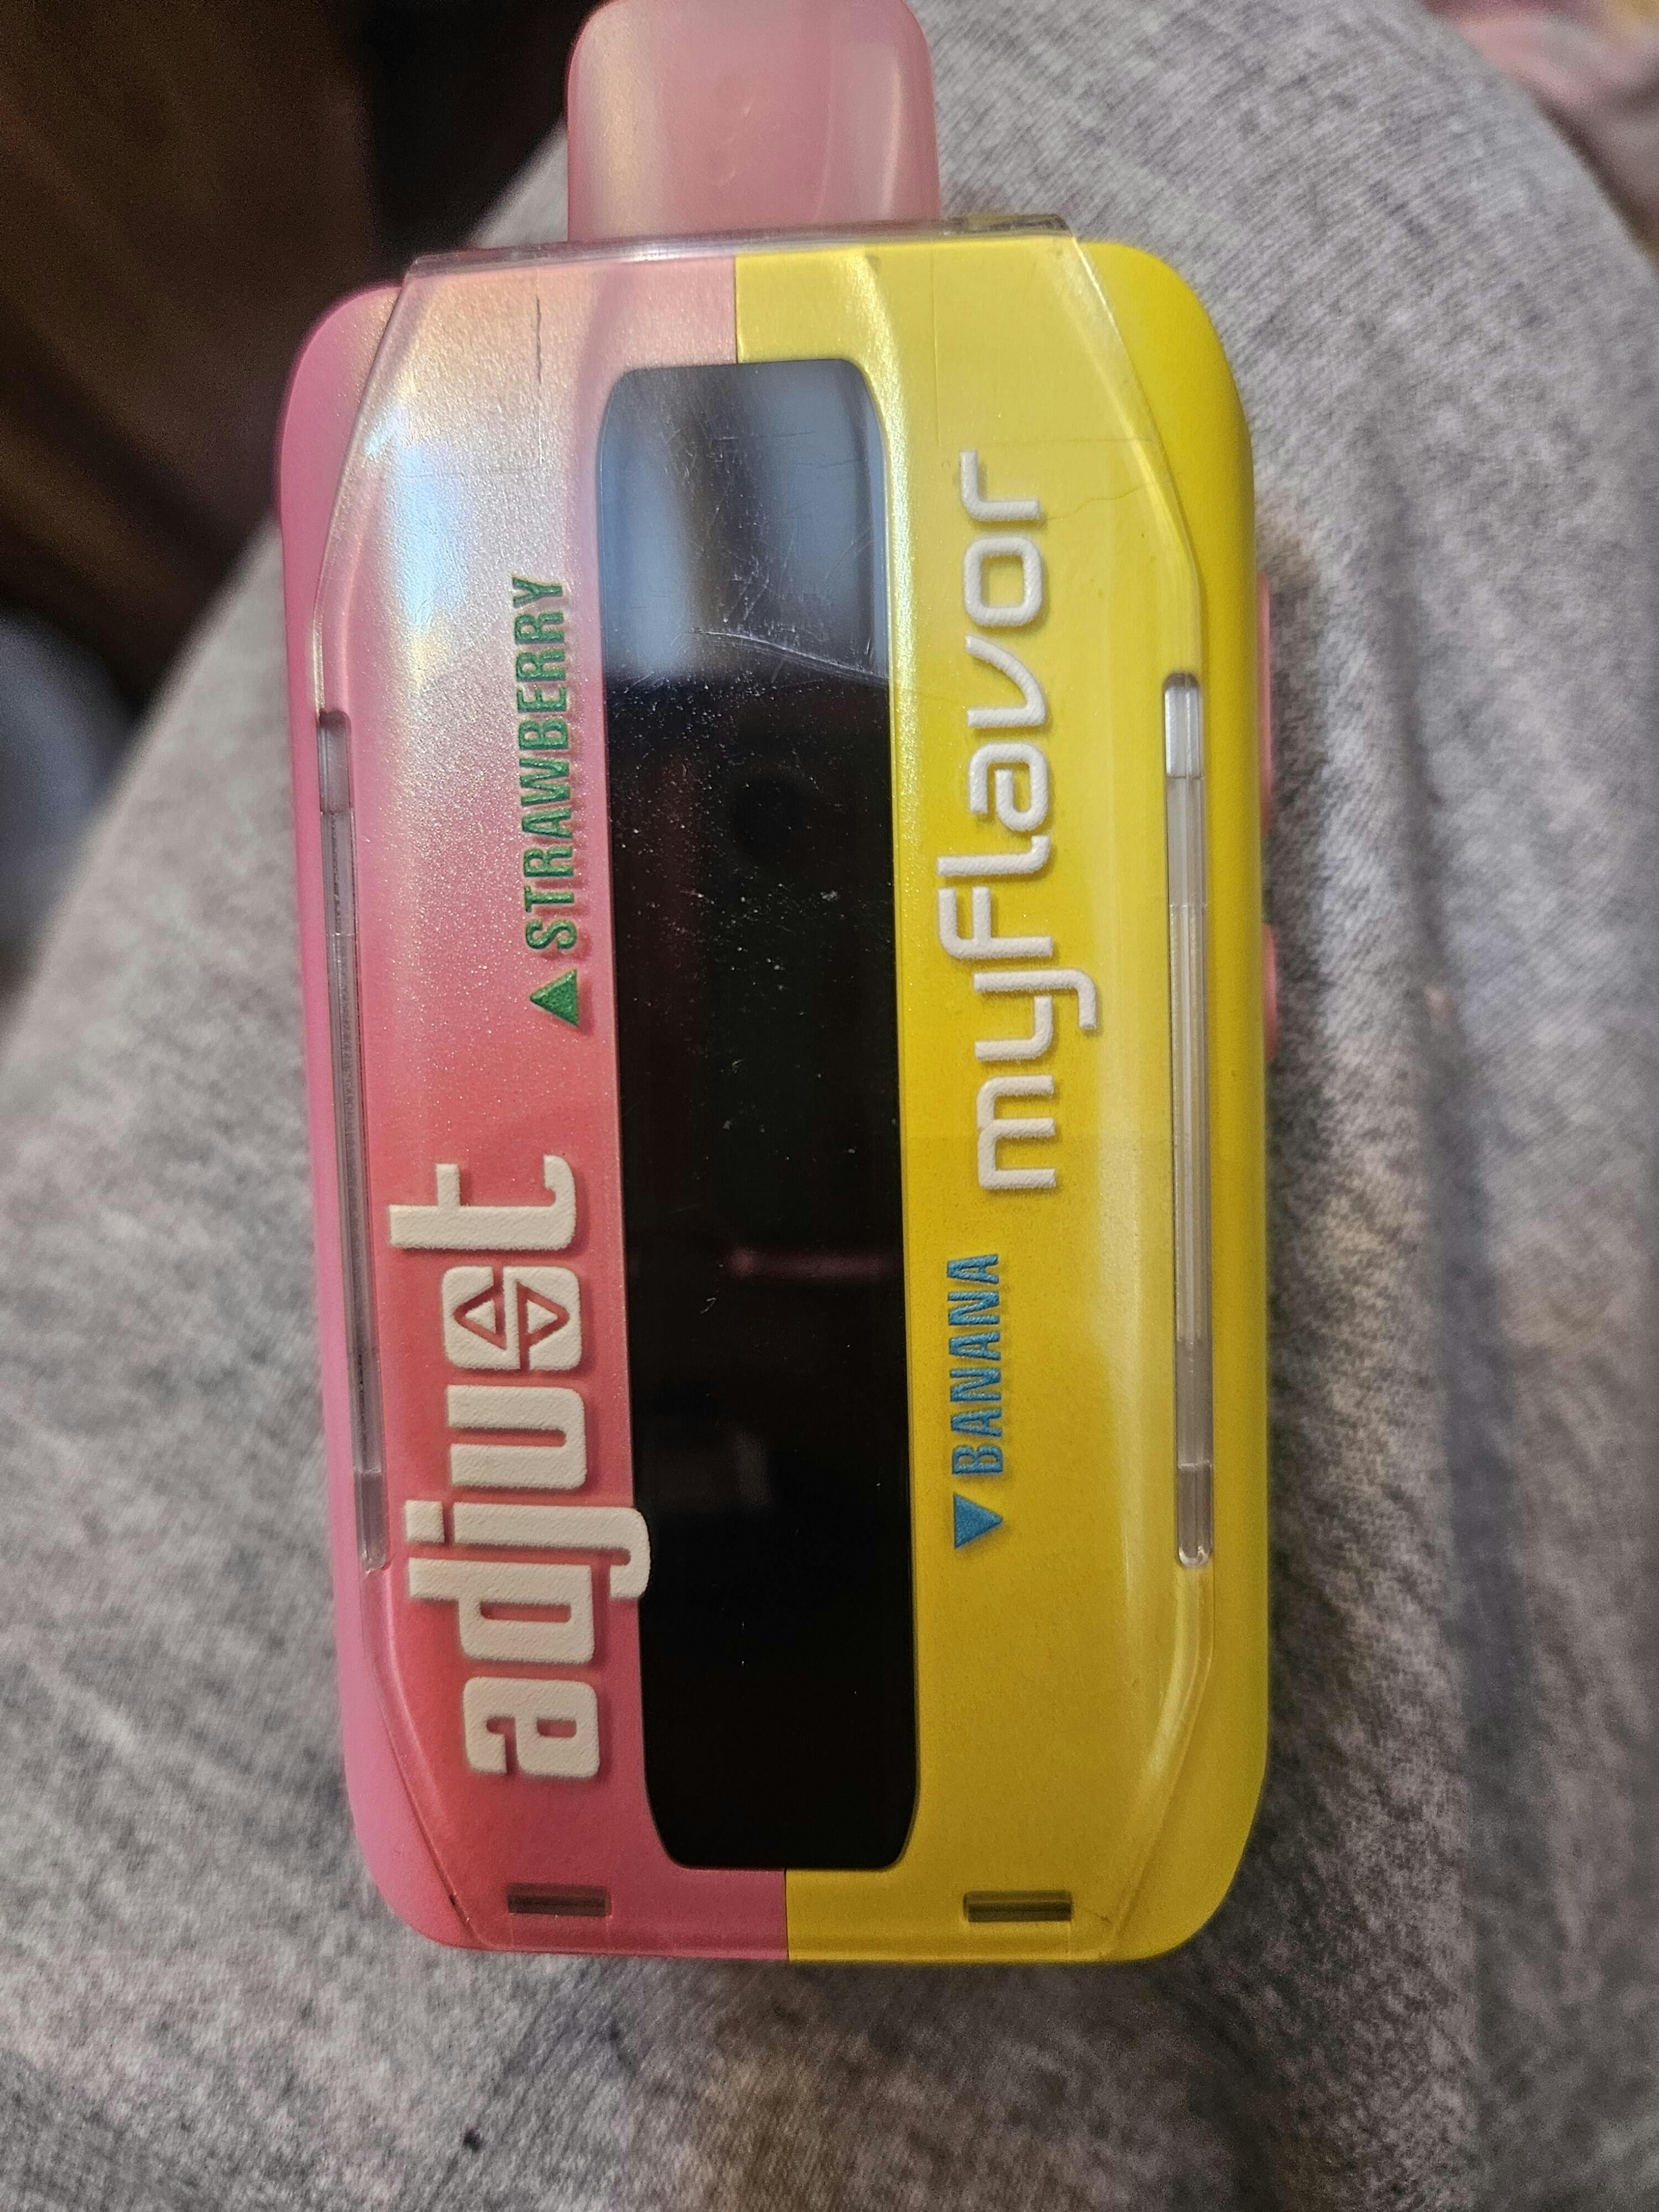 adjust
▲ STRAWBERRY
▼ BANANA
myFlavor